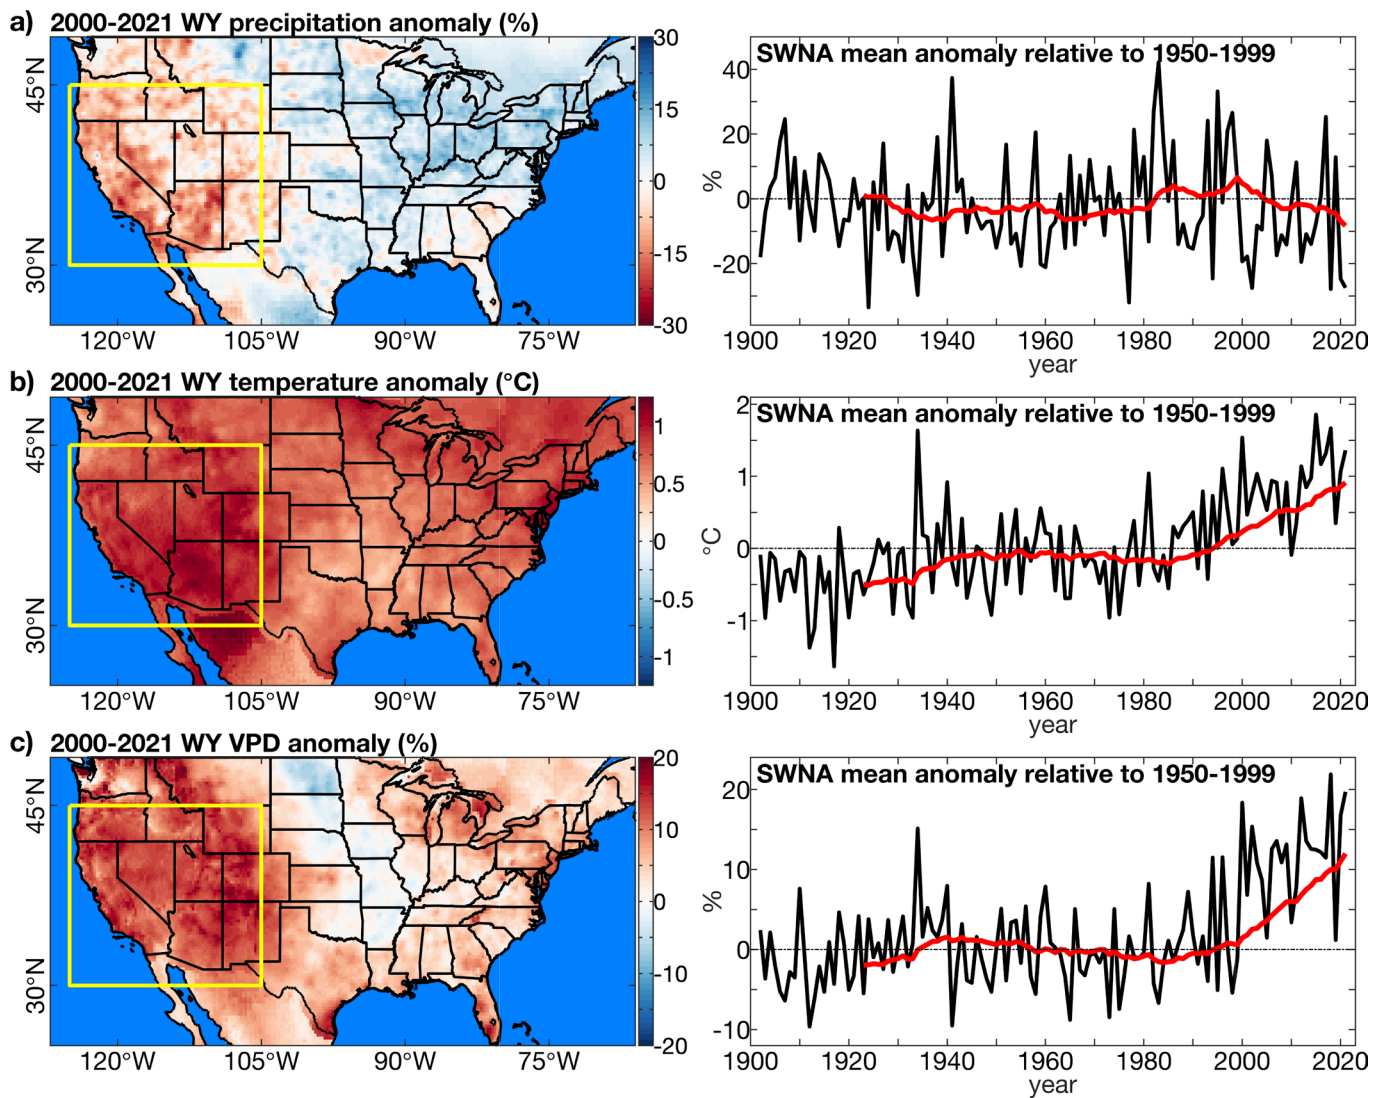 a) 2000-2021 WY precipitation anomaly (%)
45°N
30°N
120°W 105°W 90°W 75°W
30
15
0
-15
-30
SWNA mean anomaly relative to 1950-1999
%
40
20
0
-20
1900 1920 1940 1960 1980 2000 2020
year
b) 2000-2021 WY temperature anomaly (°C)
45°N
30°N
120°W 105°W 90°W 75°W
1
0.5
0
-0.5
-1
SWNA mean anomaly relative to 1950-1999
°C
2
1
0
-1
1900 1920 1940 1960 1980 2000 2020
year
c) 2000-2021 WY VPD anomaly (%)
45°N
30°N
120°W 105°W 90°W 75°W
20
10
0
-10
-20
SWNA mean anomaly relative to 1950-1999
%
20
10
0
-10
1900 1920 1940 1960 1980 2000 2020
year